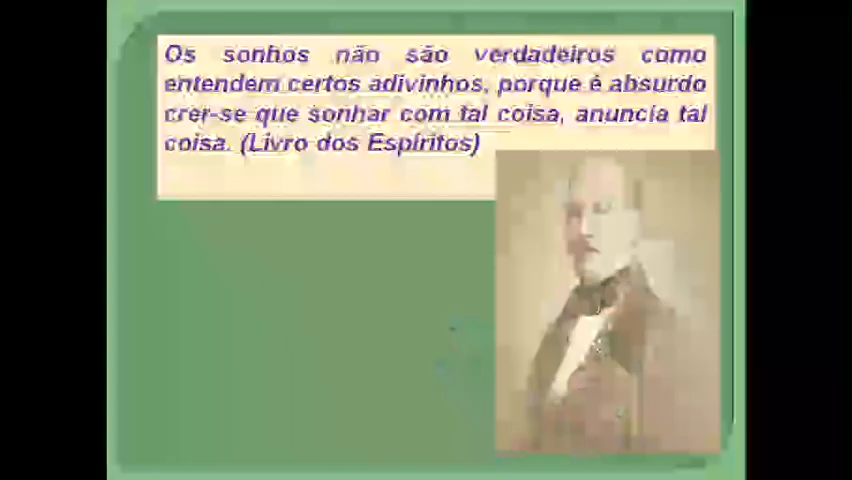 Os sonhos não são verdadeiros como
entendem certos adivinhos, porque é absurdo
crer-se que sonhar com tal coisa, anuncia tal
coisa. (Livro dos Espíritos)